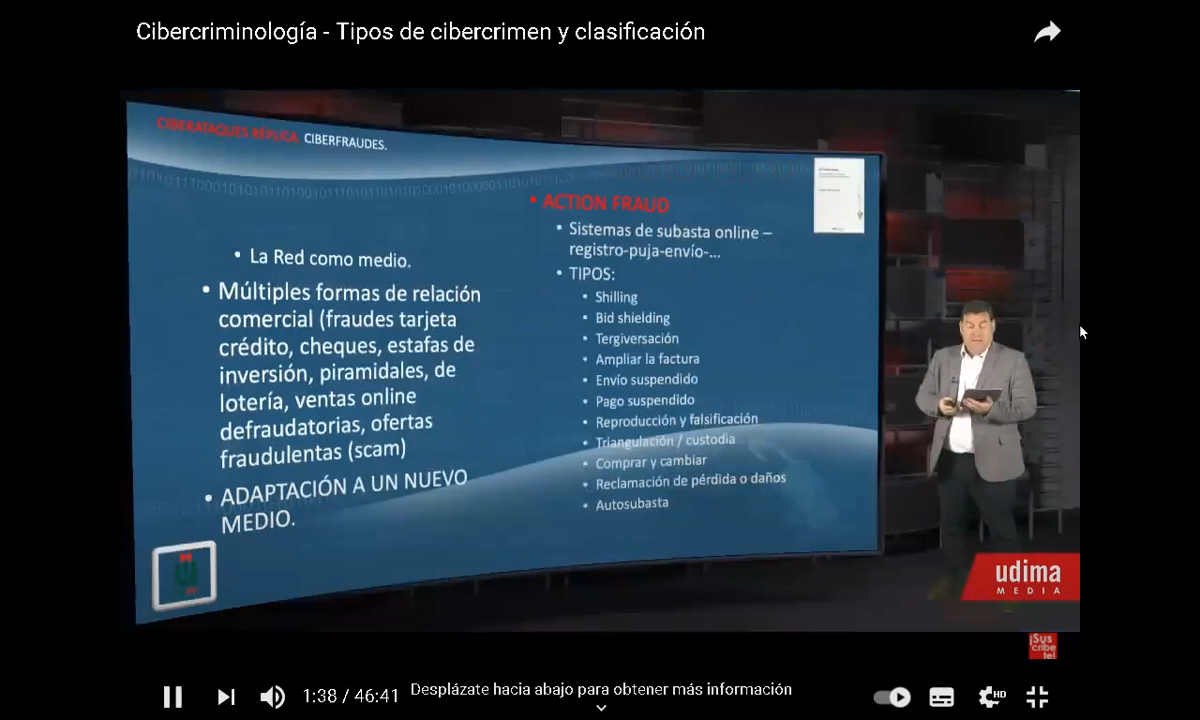 Cibercriminología - Tipos de cibercrimen y clasificación
CIBERATAQUES RÉPLICA. CIBERFRAUDES.
• La Red como medio.
• Múltiples formas de relación
comercial (fraudes tarjeta
crédito, cheques, estafas de
inversión, piramidales, de
lotería, ventas online
defraudatorias, ofertas
fraudulentas (scam)
• ADAPTACIÓN A UN NUEVO
MEDIO.
• ACTION FRAUD
• Sistemas de subasta online –
registro-puja-envío-...
• TIPOS:
• Shilling
• Bid shielding
• Tergiversación
• Ampliar la factura
• Envío suspendido
• Pago suspendido
• Reproducción y falsificación
• Triangulación / custodia
• Comprar y cambiar
• Reclamación de pérdida o daños
• Autosubasta
udima
MEDIA
¡Sus
cribe
te!
1:38 / 46:41
Desplázate hacia abajo para obtener más información
HD